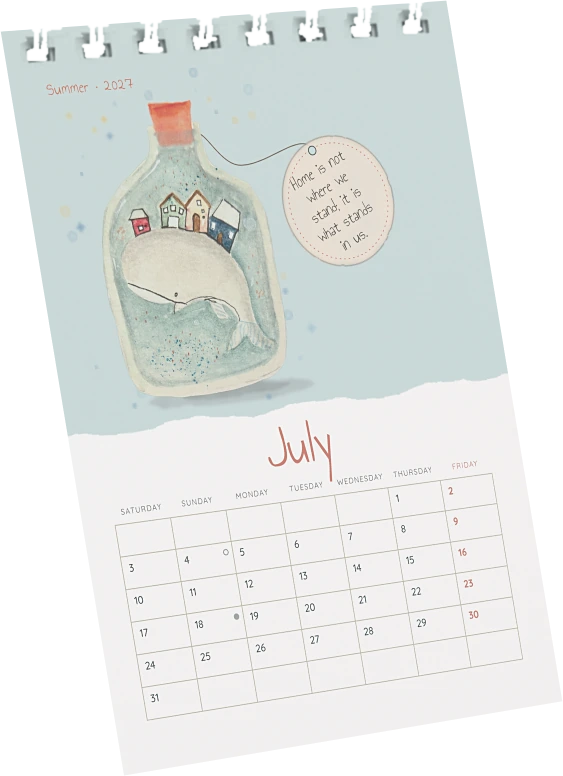 Summer · 2027
Home is not
where we
stand, it is
what stands
in us.
July
SATURDAY SUNDAY MONDAY TUESDAY WEDNESDAY THURSDAY FRIDAY
1 2
3 4 5 6 7 8 9
10 11 12 13 14 15 16
17 18 19 20 21 22 23
24 25 26 27 28 29 30
31